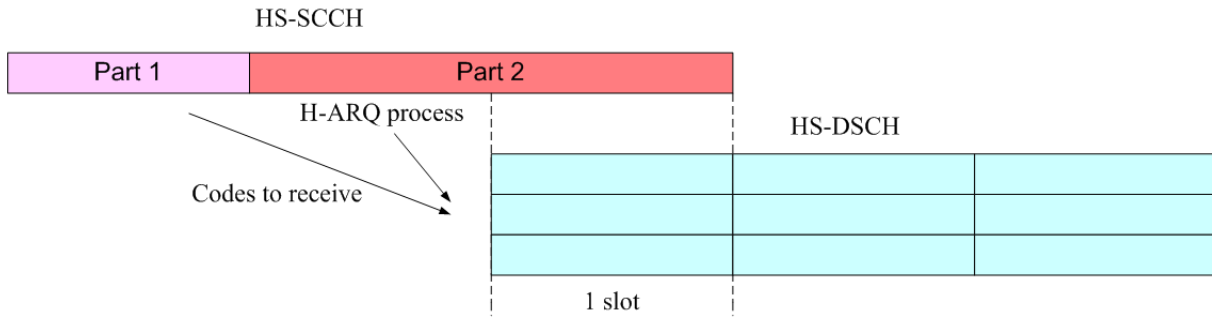 HS-SCCH
Part 1
Part 2
H-ARQ process
HS-DSCH
Codes to receive
1 slot